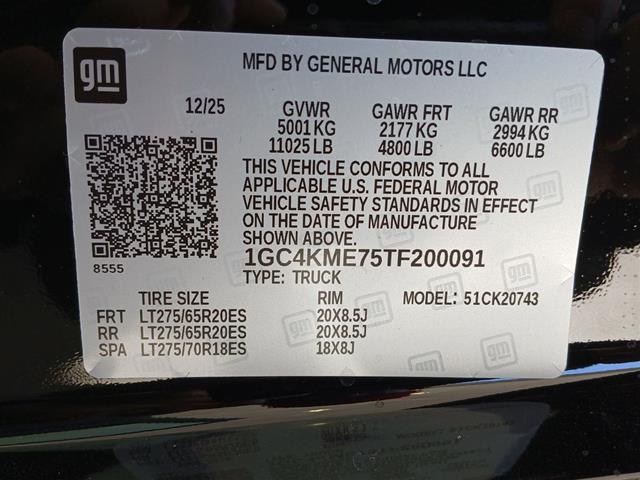 gm
MFD BY GENERAL MOTORS LLC
12/25 GVWR GAWR FRT GAWR RR
5001 KG 2177 KG 2994 KG
11025 LB 4800 LB 6600 LB
THIS VEHICLE CONFORMS TO ALL
APPLICABLE U.S. FEDERAL MOTOR
VEHICLE SAFETY STANDARDS IN EFFECT
ON THE DATE OF MANUFACTURE
SHOWN ABOVE.
8555
1GC4KME75TF200091
TYPE: TRUCK
TIRE SIZE RIM MODEL: 51CK20743
FRT LT275/65R20ES 20X8.5J
RR LT275/65R20ES 20X8.5J
SPA LT275/70R18ES 18X8J